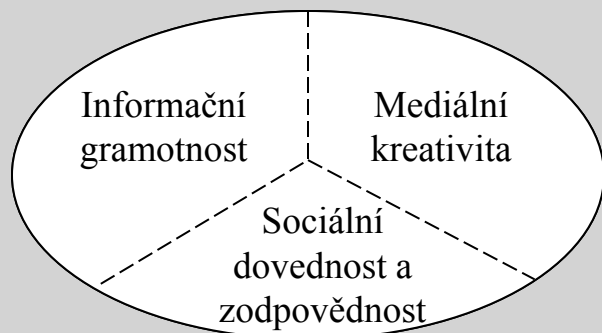 Informační
gramotnost
Mediální
kreativita
Sociální
dovednost a
zodpovědnost